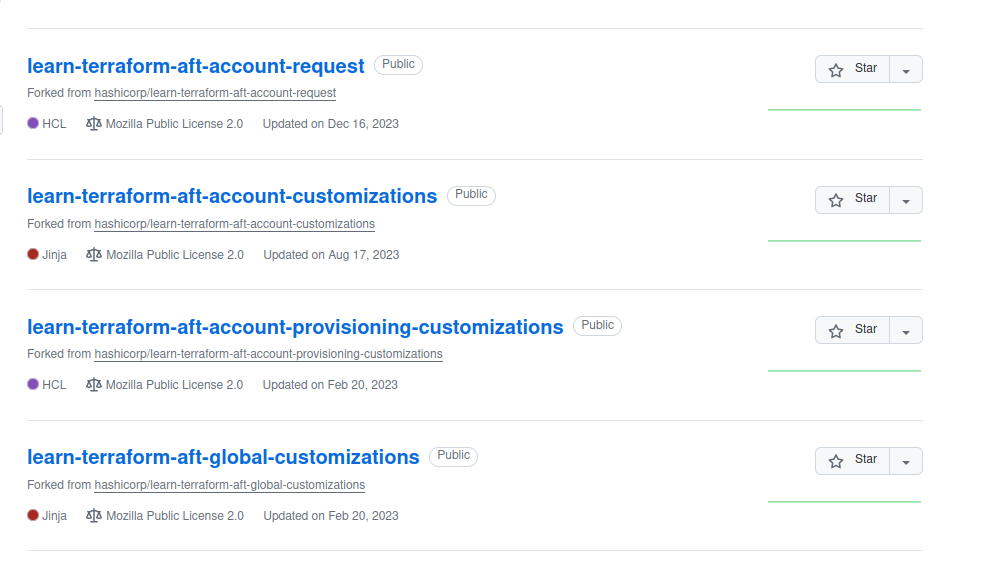 learn-terraform-aft-account-request Public Star
Forked from hashicorp/learn-terraform-aft-account-request
HCL Mozilla Public License 2.0 Updated on Dec 16, 2023
learn-terraform-aft-account-customizations Public Star
Forked from hashicorp/learn-terraform-aft-account-customizations
Jinja Mozilla Public License 2.0 Updated on Aug 17, 2023
learn-terraform-aft-account-provisioning-customizations Public Star
Forked from hashicorp/learn-terraform-aft-account-provisioning-customizations
HCL Mozilla Public License 2.0 Updated on Feb 20, 2023
learn-terraform-aft-global-customizations Public Star
Forked from hashicorp/learn-terraform-aft-global-customizations
Jinja Mozilla Public License 2.0 Updated on Feb 20, 2023